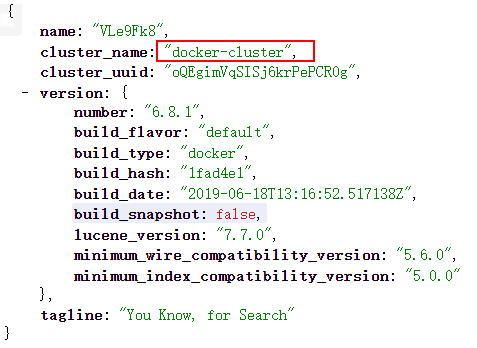 {
name: "VLe9Fk8",
cluster_name: "docker-cluster",
cluster_uuid: "oQEgimVqSISj6krPePCR0g",
- version: {
number: "6.8.1",
build_flavor: "default",
build_type: "docker",
build_hash: "1fad4e1",
build_date: "2019-06-18T13:16:52.517138Z",
build_snapshot: false,
lucene_version: "7.7.0",
minimum_wire_compatibility_version: "5.6.0",
minimum_index_compatibility_version: "5.0.0"
},
tagline: "You Know, for Search"
}